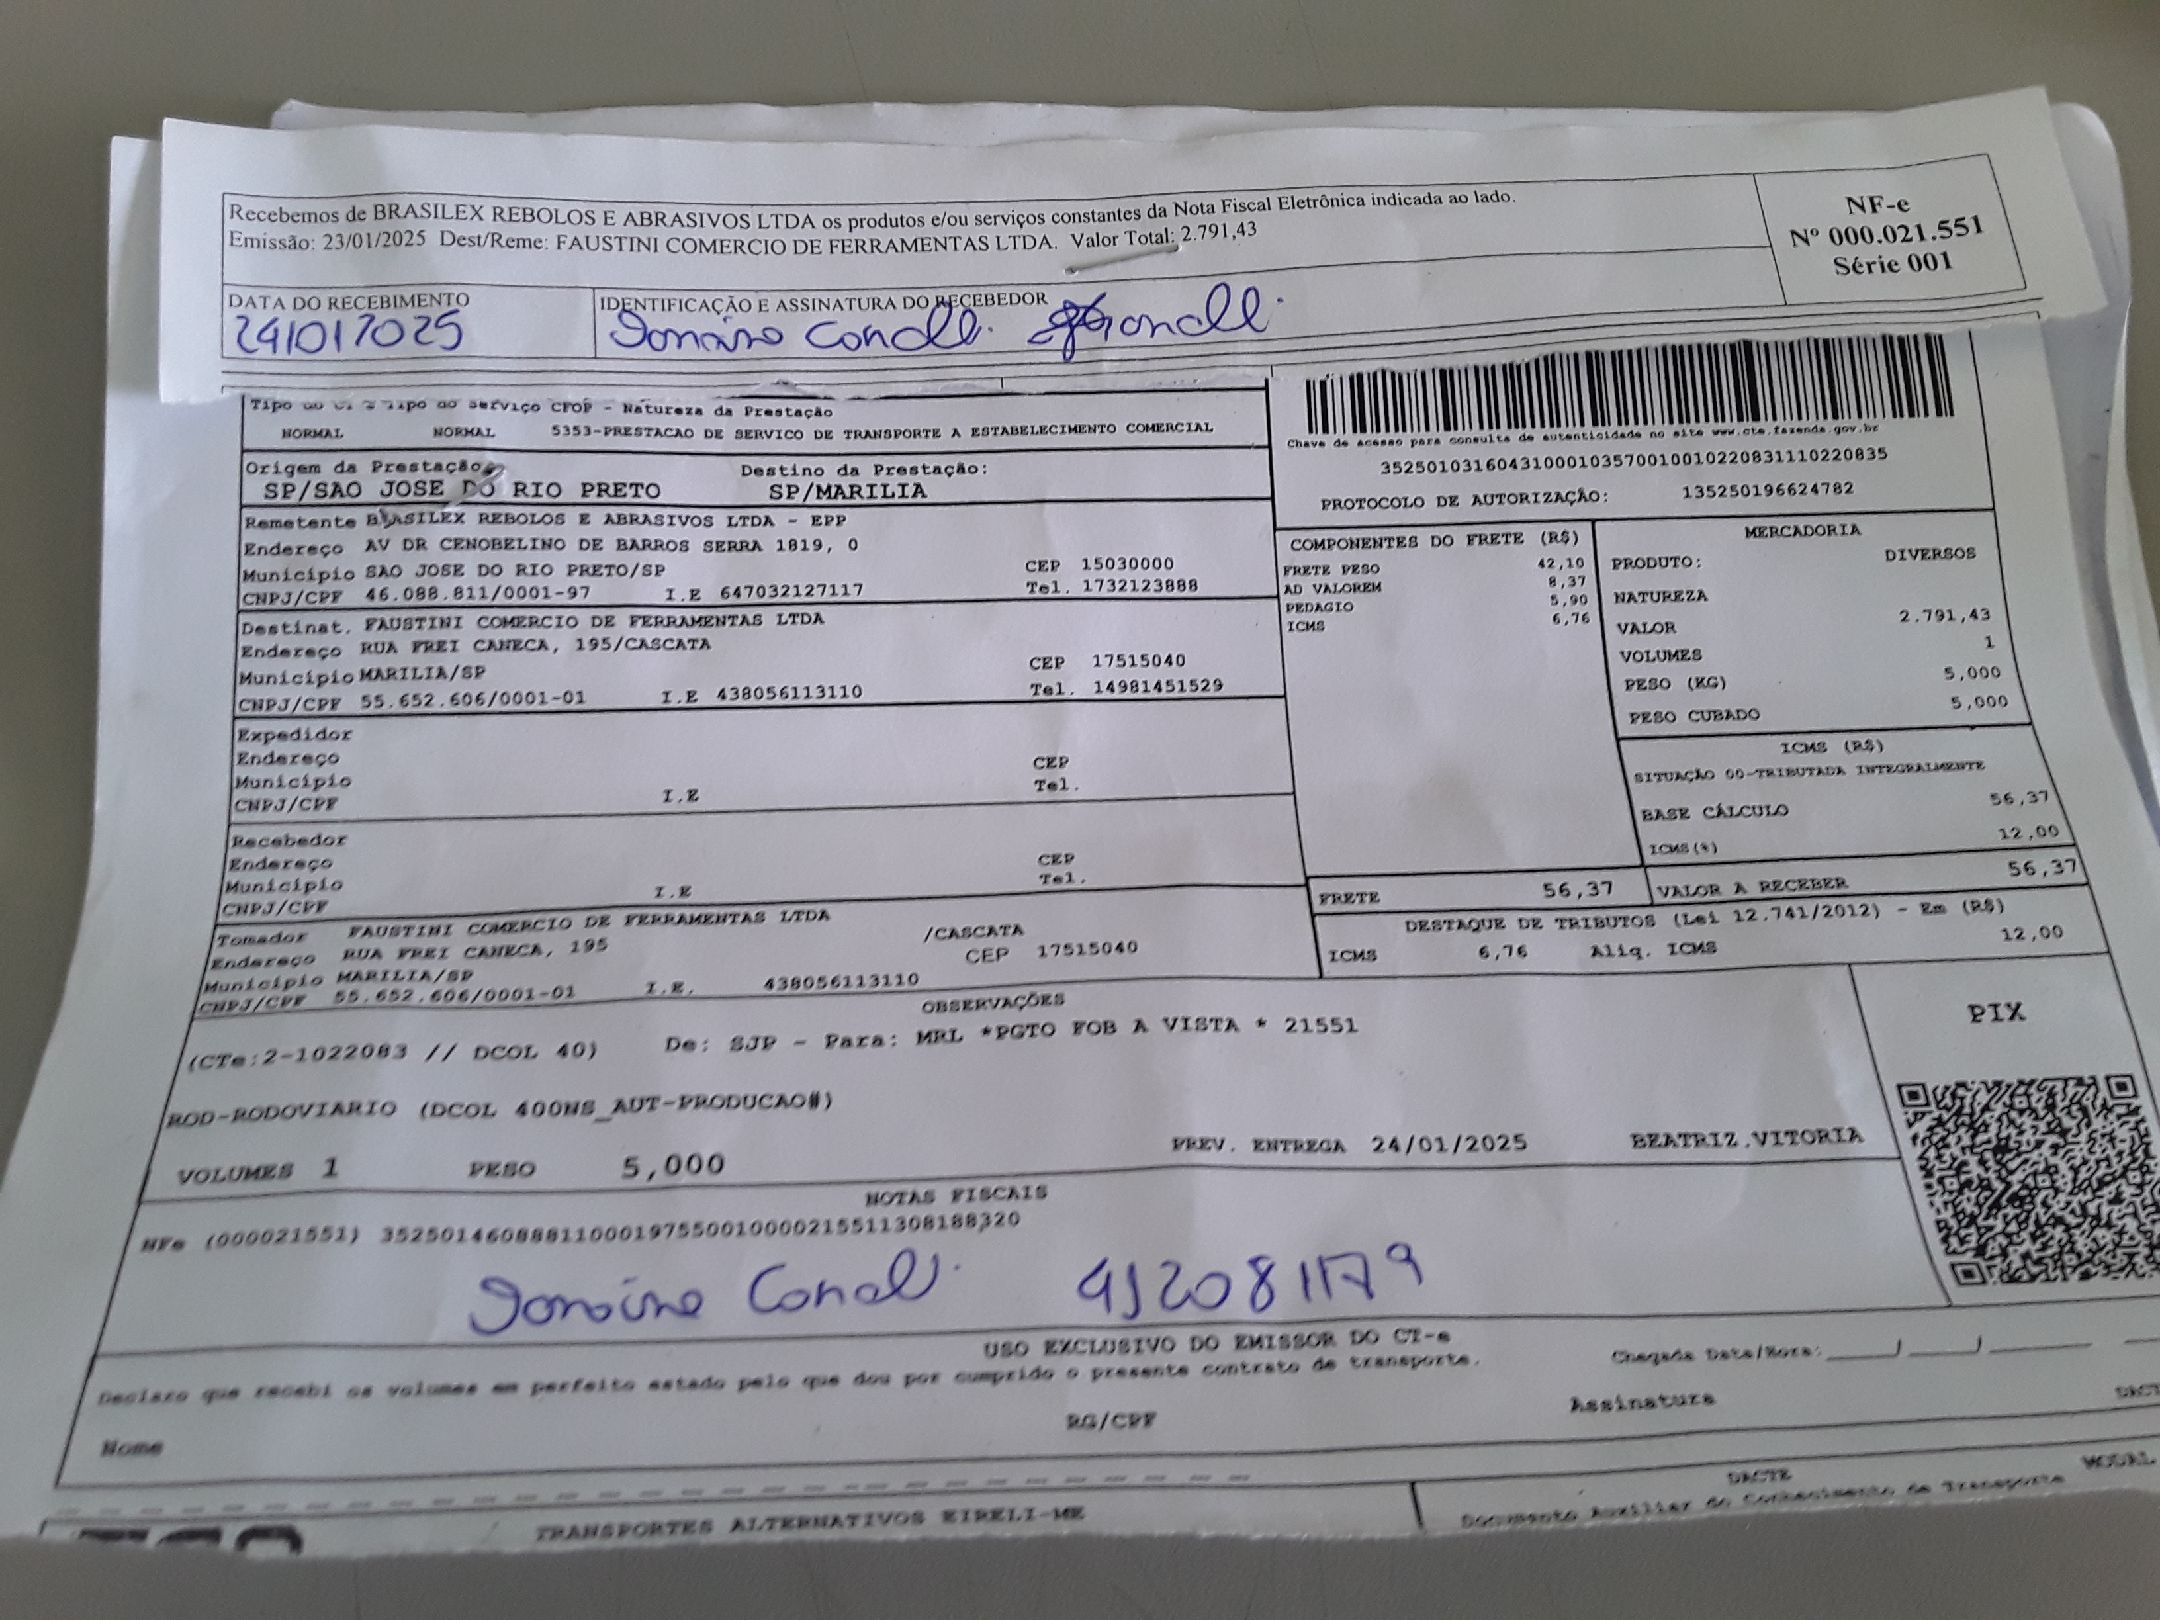 Recebemos de BRASILEX REBOLOS E ABRASIVOS LTDA os produtos e/ou serviços constantes da Nota Fiscal Eletrônica indicada ao lado.
Emissão: 23/01/2025 Dest/Reme: FAUSTINI COMERCIO DE FERRAMENTAS LTDA. Valor Total: 2.791,43
NF-e
Nº 000.021.551
Série 001
DATA DO RECEBIMENTO
IDENTIFICAÇÃO E ASSINATURA DO RECEBEDOR
24/01/2025
Tipo do CT-e Tipo do Serviço CFOP - Natureza da Prestação
NORMAL NORMAL 5353-PRESTACAO DE SERVICO DE TRANSPORTE A ESTABELECIMENTO COMERCIAL
Origem da Prestação Destino da Prestação:
SP/SAO JOSE DO RIO PRETO SP/MARILIA
Remetente BRASILEX REBOLOS E ABRASIVOS LTDA - EPP
Endereço AV DR CENOBELINO DE BARROS SERRA 1819, 0
Município SAO JOSE DO RIO PRETO/SP CEP 15030000
CNPJ/CPF 46.088.811/0001-97 I.E 647032127117 Tel. 1732123888
Destinat. FAUSTINI COMERCIO DE FERRAMENTAS LTDA
Endereço RUA FREI CANECA, 195/CASCATA
Município MARILIA/SP CEP 17515040
CNPJ/CPF 55.652.606/0001-01 I.E 438056113110 Tel. 14981451529
Expedidor
Endereço
Município CEP
CNPJ/CPF I.E Tel.
Recebedor
Endereço
Município CEP
CNPJ/CPF I.E Tel.
Tomador FAUSTINI COMERCIO DE FERRAMENTAS LTDA
Endereço RUA FREI CANECA, 195 /CASCATA
Município MARILIA/SP CEP 17515040
CNPJ/CPF 55.652.606/0001-01 I.E. 438056113110
Chave de acesso para consulta de autenticidade no site www.cte.fazenda.gov.br
35250103160431000103570010010220831110220835
PROTOCOLO DE AUTORIZAÇÃO: 135250196624782
COMPONENTES DO FRETE (R$)
FRETE PESO 42,10
AD VALOREM 8,37
PEDAGIO 5,90
ICMS 6,76
MERCADORIA
PRODUTO: DIVERSOS
NATUREZA
VALOR 2.791,43
VOLUMES 1
PESO (KG) 5,000
PESO CUBADO 5,000
ICMS (R$)
SITUAÇÃO 00-TRIBUTADA INTEGRALMENTE
BASE CÁLCULO 56,37
ICMS(%) 12,00
FRETE 56,37 VALOR A RECEBER 56,37
DESTAQUE DE TRIBUTOS (Lei 12.741/2012) - Em (R$)
ICMS 6,76 Aliq. ICMS 12,00
OBSERVAÇÕES
(CTe:2-1022083 // DCOL 40) De: SJP - Para: MRL *PGTO FOB A VISTA * 21551
PIX
ROD-RODOVIARIO (DCOL 400NS_AUT-PRODUCAO#)
VOLUMES 1 PESO 5,000 PREV. ENTREGA 24/01/2025 BEATRIZ.VITORIA
NOTAS FISCAIS
NFe (000021551) 35250146088811000197550010000215511308188320
USO EXCLUSIVO DO EMISSOR DO CT-e
Declaro que recebi os volumes em perfeito estado pelo que dou por cumprido o presente contrato de transporte.
Chegada Data/Hora: ____/____/______
Nome RG/CPF Assinatura
TRANSPORTES ALTERNATIVOS EIRELI-ME
DACTE MODAL
Documento Auxiliar do Conhecimento de Transporte